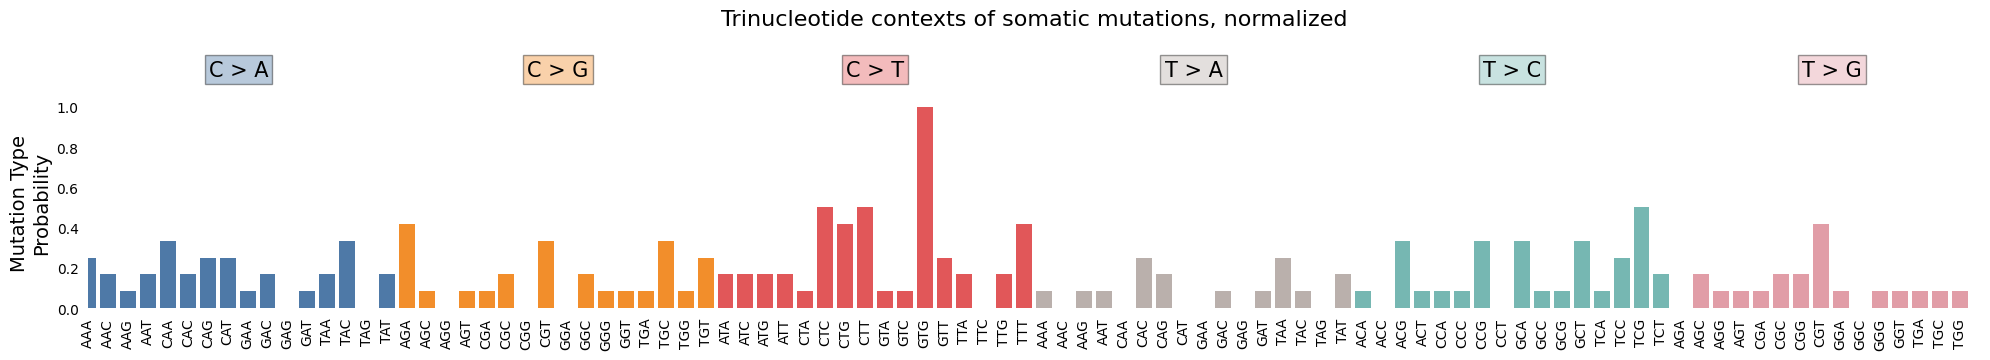 Trinucleotide contexts of somatic mutations, normalized
C > A
C > G
C > T
T > A
T > C
T > G
Mutation Type
Probability
1.0
0.8
0.6
0.4
0.2
0.0
AAA
AAC
AAG
AAT
CAA
CAC
CAG
CAT
GAA
GAC
GAG
GAT
TAA
TAC
TAG
TAT
AGA
AGC
AGG
AGT
CGA
CGC
CGG
CGT
GGA
GGC
GGG
GGT
TGA
TGC
TGG
TGT
ATA
ATC
ATG
ATT
CTA
CTC
CTG
CTT
GTA
GTC
GTG
GTT
TTA
TTC
TTG
TTT
AAA
AAC
AAG
AAT
CAA
CAC
CAG
CAT
GAA
GAC
GAG
GAT
TAA
TAC
TAG
TAT
ACA
ACC
ACG
ACT
CCA
CCC
CCG
CCT
GCA
GCC
GCG
GCT
TCA
TCC
TCG
TCT
AGA
AGC
AGG
AGT
CGA
CGC
CGG
CGT
GGA
GGC
GGG
GGT
TGA
TGC
TGG